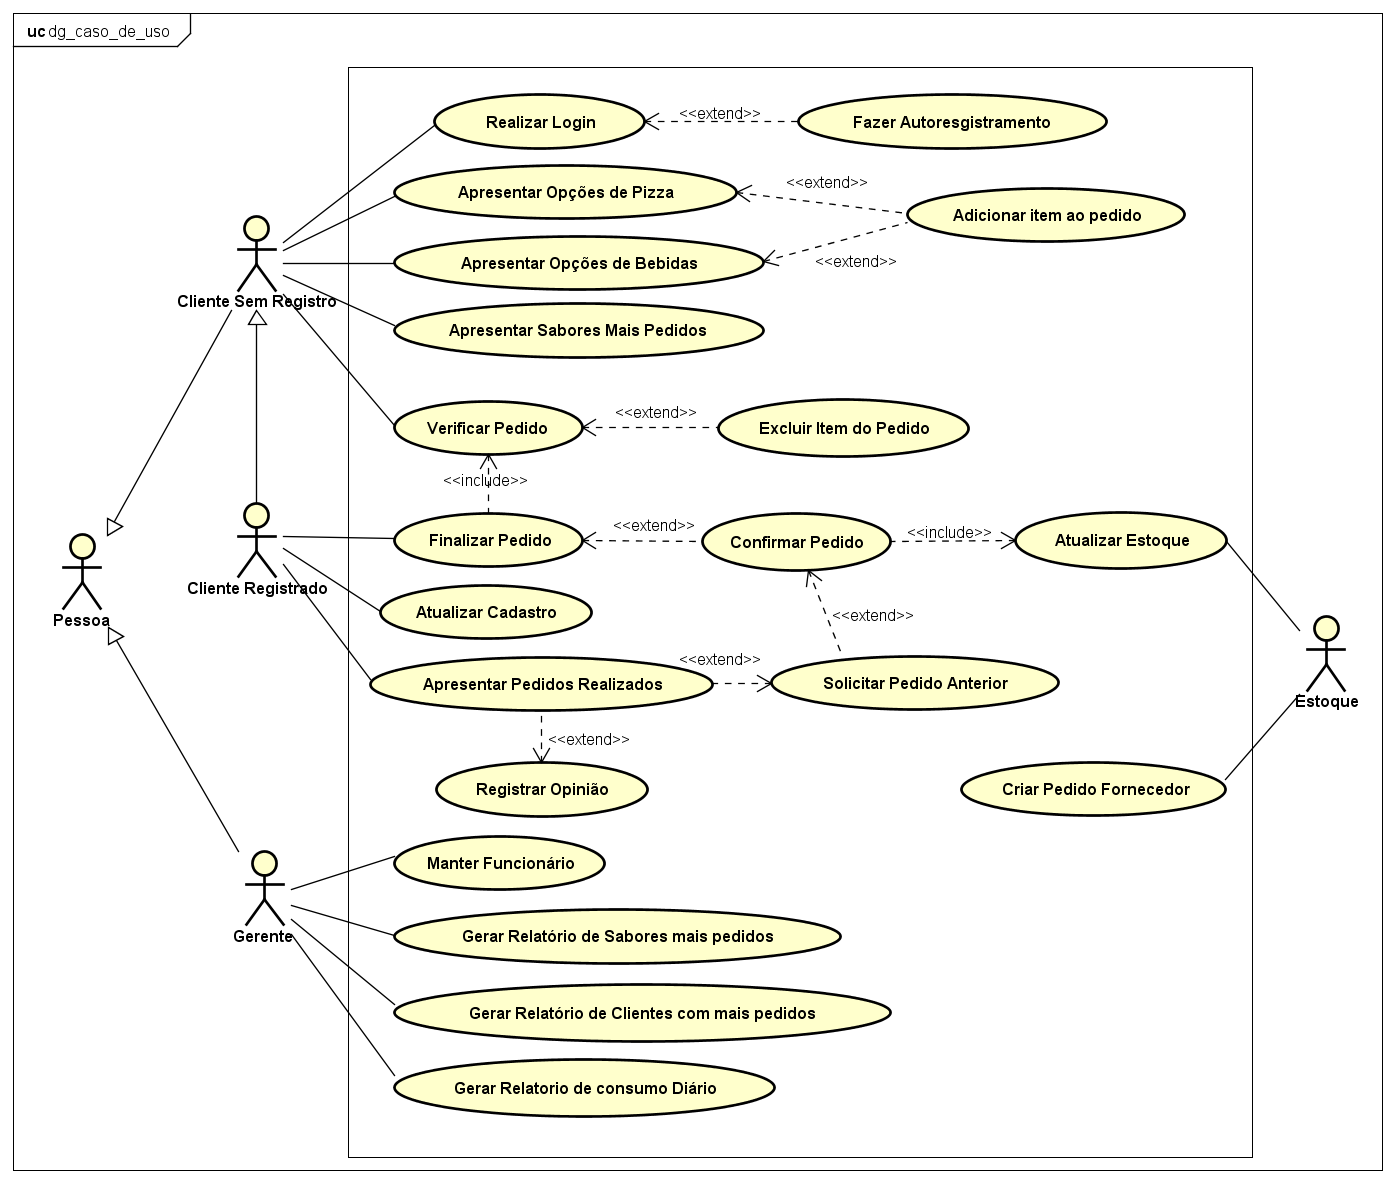 uc dg_caso_de_uso
Realizar Login
<<extend>>
Fazer Autoresgistramento
Apresentar Opções de Pizza
<<extend>>
Adicionar item ao pedido
Apresentar Opções de Bebidas
<<extend>>
Cliente Sem Registro
Apresentar Sabores Mais Pedidos
Verificar Pedido
<<extend>>
Excluir Item do Pedido
<<include>>
Finalizar Pedido
<<extend>>
Confirmar Pedido
<<include>>
Atualizar Estoque
Cliente Registrado
Atualizar Cadastro
<<extend>>
Pessoa
Apresentar Pedidos Realizados
<<extend>>
Solicitar Pedido Anterior
Estoque
<<extend>>
Registrar Opinião
Criar Pedido Fornecedor
Manter Funcionário
Gerente
Gerar Relatório de Sabores mais pedidos
Gerar Relatório de Clientes com mais pedidos
Gerar Relatorio de consumo Diário